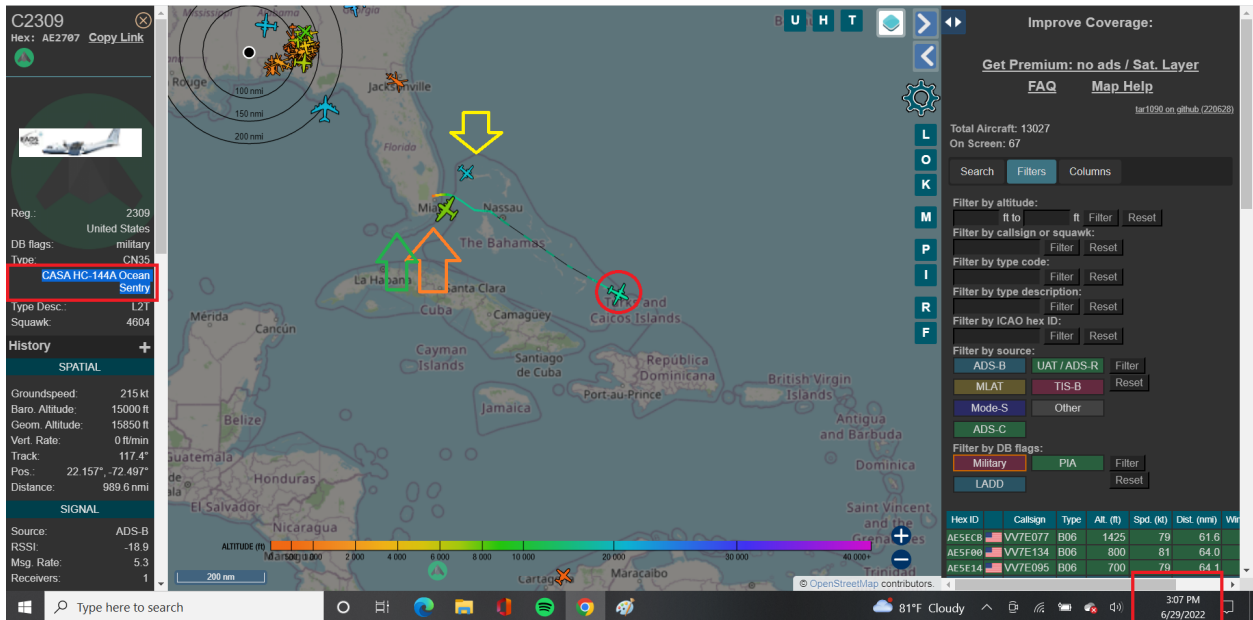 C2309
Hex: AE2707 Copy Link
Reg.: 2309
United States
DB flags: military
Type: CN35
CASA HC-144A Ocean
Sentry
Type Desc.: L2T
Squawk: 4604
History +
SPATIAL
Groundspeed: 215 kt
Baro. Altitude: 15000 ft
Geom. Altitude: 15850 ft
Vert. Rate: 0 ft/min
Track: 117.4°
Pos.: 22.157°, -72.497°
Distance: 989.6 nmi
SIGNAL
Source: ADS-B
RSSI: -18.9
Msg. Rate: 5.3
Receivers: 1
Mississippi
Georgia
Rouge
100 nmi
150 nmi
200 nmi
Jacksonville
Florida
Nassau
The Bahamas
La Habana
Santa Clara
Cuba
Camagüey
Turks and
Caicos Islands
Mérida
Cancún
Cayman
Islands
Santiago
de Cuba
República
Dominicana
Port-au-Prince
British Virgin
Islands
Jamaica
Belize
Antigua
and Barbuda
Guatemala
Honduras
Dominica
El Salvador
Nicaragua
Saint Vincent
and the
Grenadines
Cartag
Maracaibo
Trinidad
ALTITUDE (ft)
2 000
4 000
6 000
8 000
10 000
20 000
30 000
40 000+
200 nm
© OpenStreetMap contributors.
U H T
L
O
K
M
P
I
R
F
Improve Coverage:
Get Premium: no ads / Sat. Layer
FAQ Map Help
tar1090 on github (220628)
Total Aircraft: 13027
On Screen: 67
Search Filters Columns
Filter by altitude:
ft to ft Filter Reset
Filter by callsign or squawk:
Filter Reset
Filter by type code:
Filter Reset
Filter by type description:
Filter Reset
Filter by ICAO hex ID:
Filter Reset
Filter by source:
ADS-B UAT / ADS-R Filter
MLAT TIS-B Reset
Mode-S Other
ADS-C
Filter by DB flags:
Military PIA Filter
LADD Reset
Hex ID Callsign Type Alt. (ft) Spd. (kt) Dist. (nmi)
AE5ECB VV7E077 B06 1425 79 61.6
AE5F00 VV7E134 B06 800 81 64.0
AE5E14 VV7E095 B06 700 79 64.1
Type here to search
81°F Cloudy
3:07 PM
6/29/2022